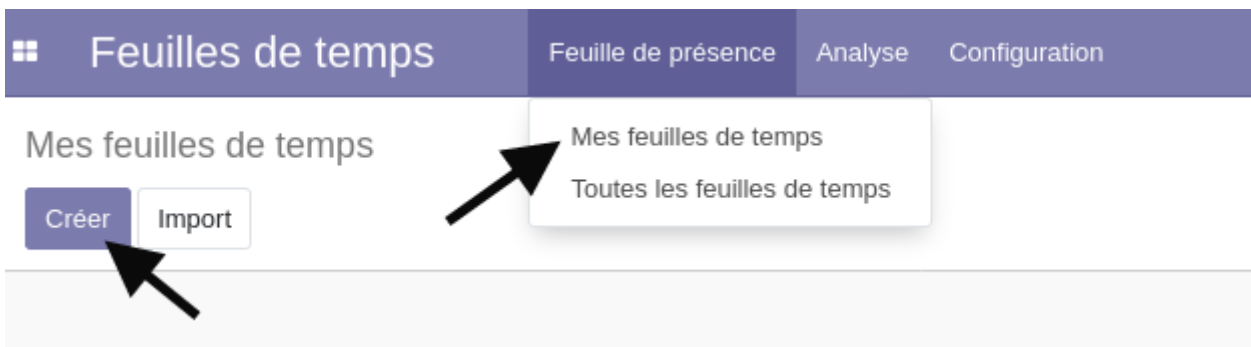 Feuilles de temps Feuille de présence Analyse Configuration
Mes feuilles de temps
Mes feuilles de temps
Toutes les feuilles de temps
Créer Import